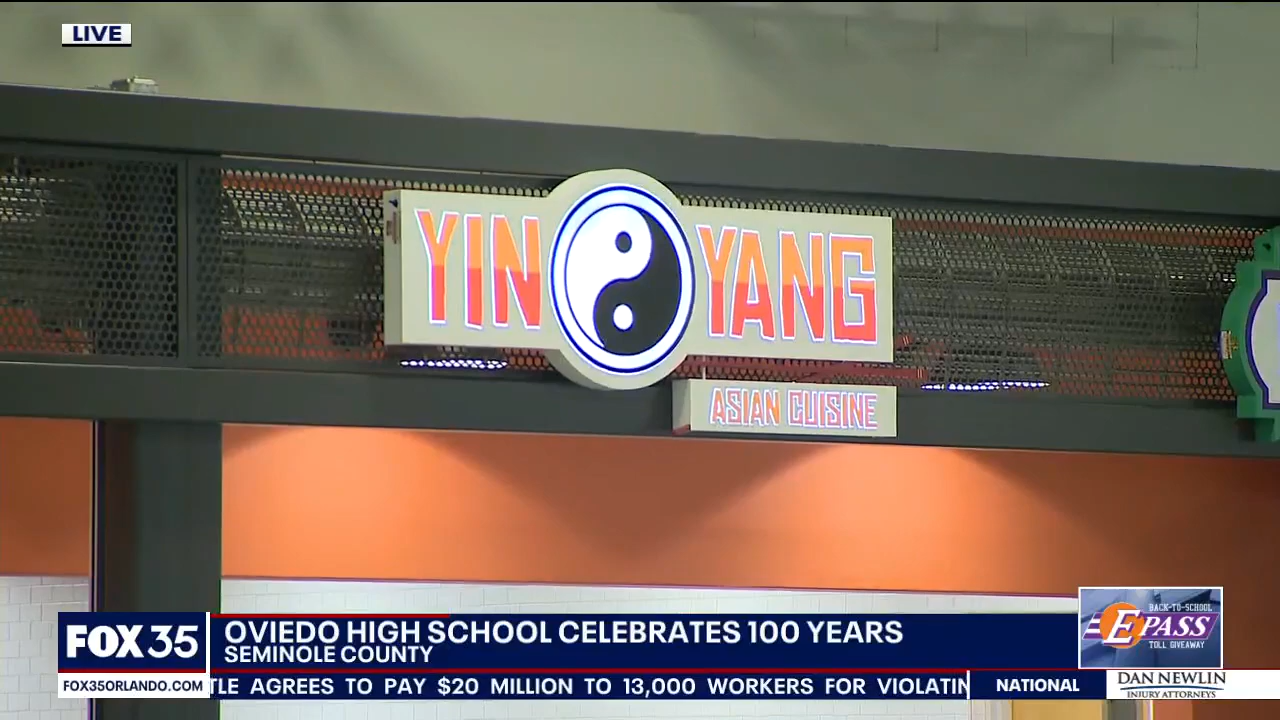 LIVE
YIN YANG
ASIAN CUISINE
BACK-TO-SCHOOL
E PASS
TOLL GIVEAWAY
FOX 35
OVIEDO HIGH SCHOOL CELEBRATES 100 YEARS
SEMINOLE COUNTY
FOX35ORLANDO.COM
TLE AGREES TO PAY $20 MILLION TO 13,000 WORKERS FOR VIOLATIN
NATIONAL
DAN NEWLIN
INJURY ATTORNEYS